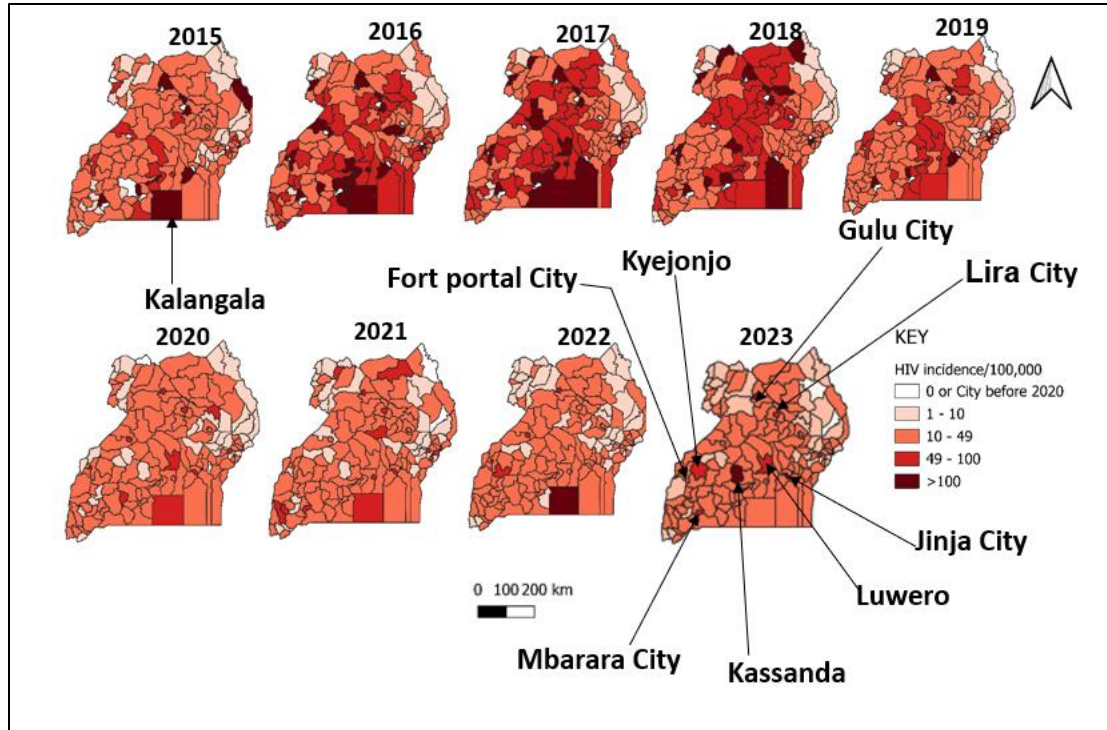 2015
2016
2017
2018
2019
Gulu City
Kyejonjo
Fort portal City
Lira City
Kalangala
2020
2021
2022
2023
KEY
HIV incidence/100,000
0 or City before 2020
1 - 10
10 - 49
49 - 100
>100
Jinja City
0 100 200 km
Luwero
Mbarara City
Kassanda